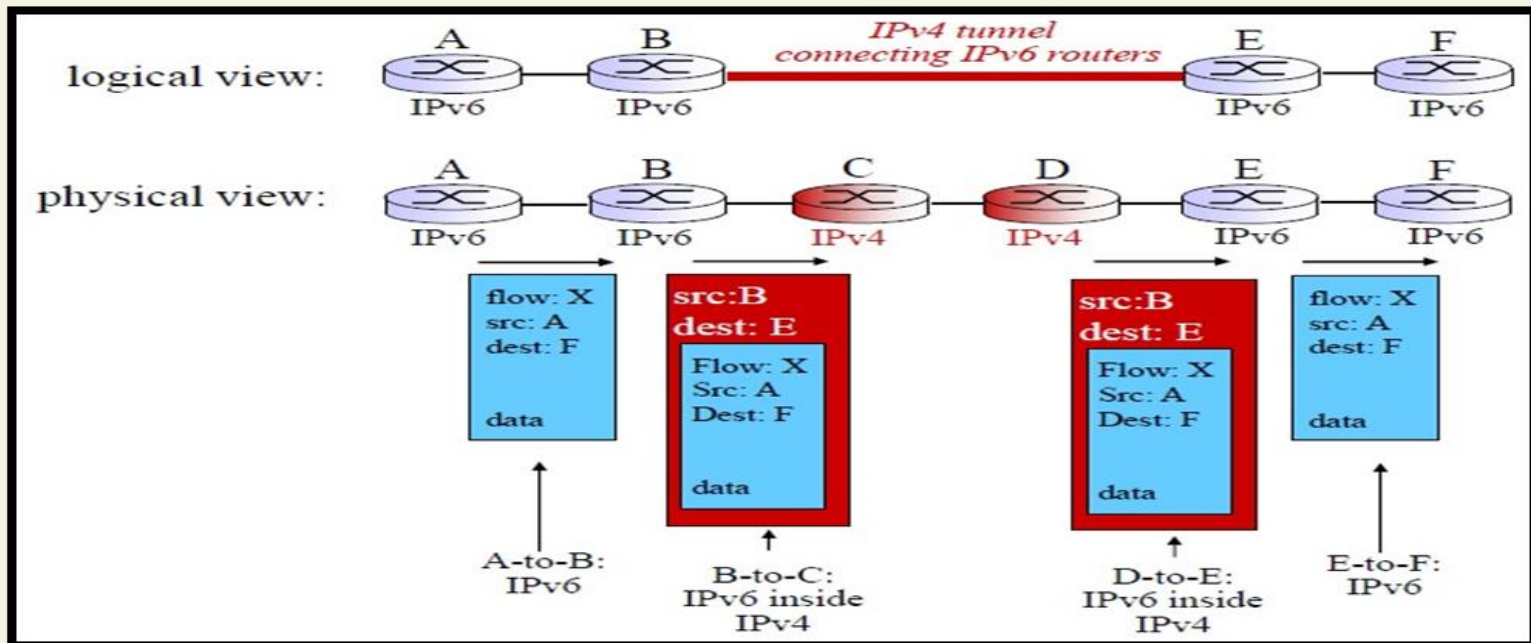 A B IPv4 tunnel E F
connecting IPv6 routers
logical view:
IPv6 IPv6 IPv6 IPv6
A B C D E F
physical view:
IPv6 IPv6 IPv4 IPv4 IPv6 IPv6
flow: X
src: A
dest: F
data
src:B
dest: E
Flow: X
Src: A
Dest: F
data
src:B
dest: E
Flow: X
Src: A
Dest: F
data
flow: X
src: A
dest: F
data
A-to-B:
IPv6
B-to-C:
IPv6 inside
IPv4
D-to-E:
IPv6 inside
IPv4
E-to-F:
IPv6